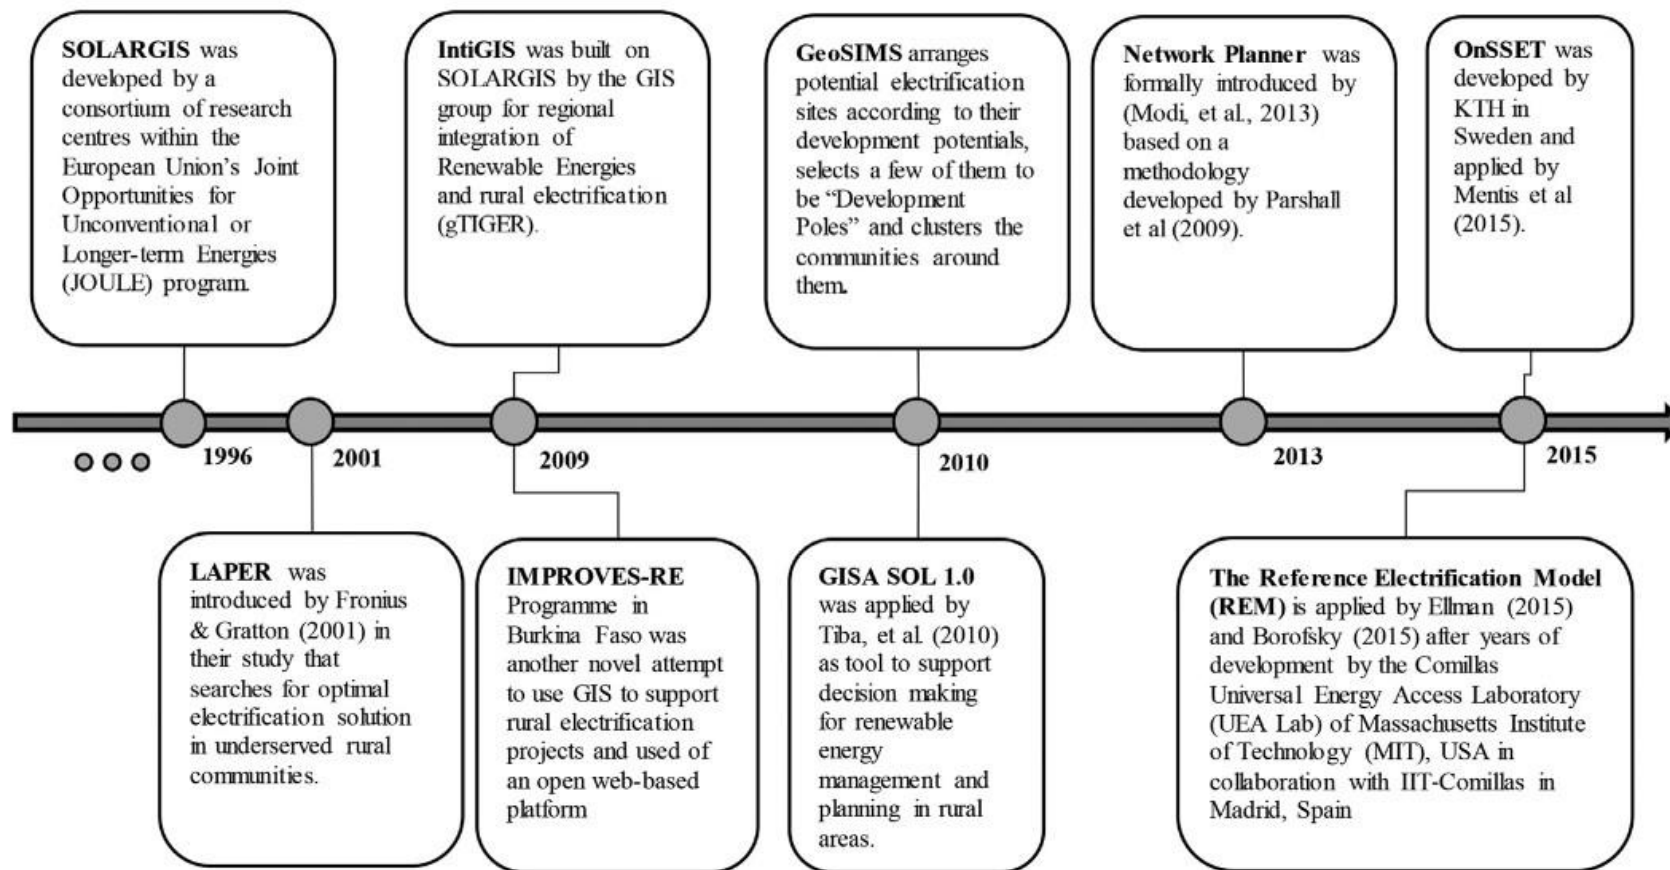 SOLARGIS was
developed by a
consortium of research
centres within the
European Union's Joint
Opportunities for
Unconventional or
Longer-term Energies
(JOULE) program.
IntiGIS was built on
SOLARGIS by the GIS
group for regional
integration of
Renewable Energies
and rural electrification
(gTIGER).
GeoSIMS arranges
potential electrification
sites according to their
development potentials,
selects a few of them to
be “Development
Poles” and clusters the
communities around
them.
Network Planner was
formally introduced by
(Modi, et al., 2013)
based on a
methodology
developed by Parshall
et al (2009).
OnSSET was
developed by
KTH in
Sweden and
applied by
Mentis et al
(2015).
1996
2001
2009
2010
2013
2015
LAPER was
introduced by Fronius
& Gratton (2001) in
their study that
searches for optimal
electrification solution
in underserved rural
communities.
IMPROVES-RE
Programme in
Burkina Faso was
another novel attempt
to use GIS to support
rural electrification
projects and used of
an open web-based
platform
GISA SOL 1.0
was applied by
Tiba, et al. (2010)
as tool to support
decision making
for renewable
energy
management and
planning in rural
areas.
The Reference Electrification Model
(REM) is applied by Ellman (2015)
and Borofsky (2015) after years of
development by the Comillas
Universal Energy Access Laboratory
(UEA Lab) of Massachusetts Institute
of Technology (MIT), USA in
collaboration with IIT-Comillas in
Madrid, Spain